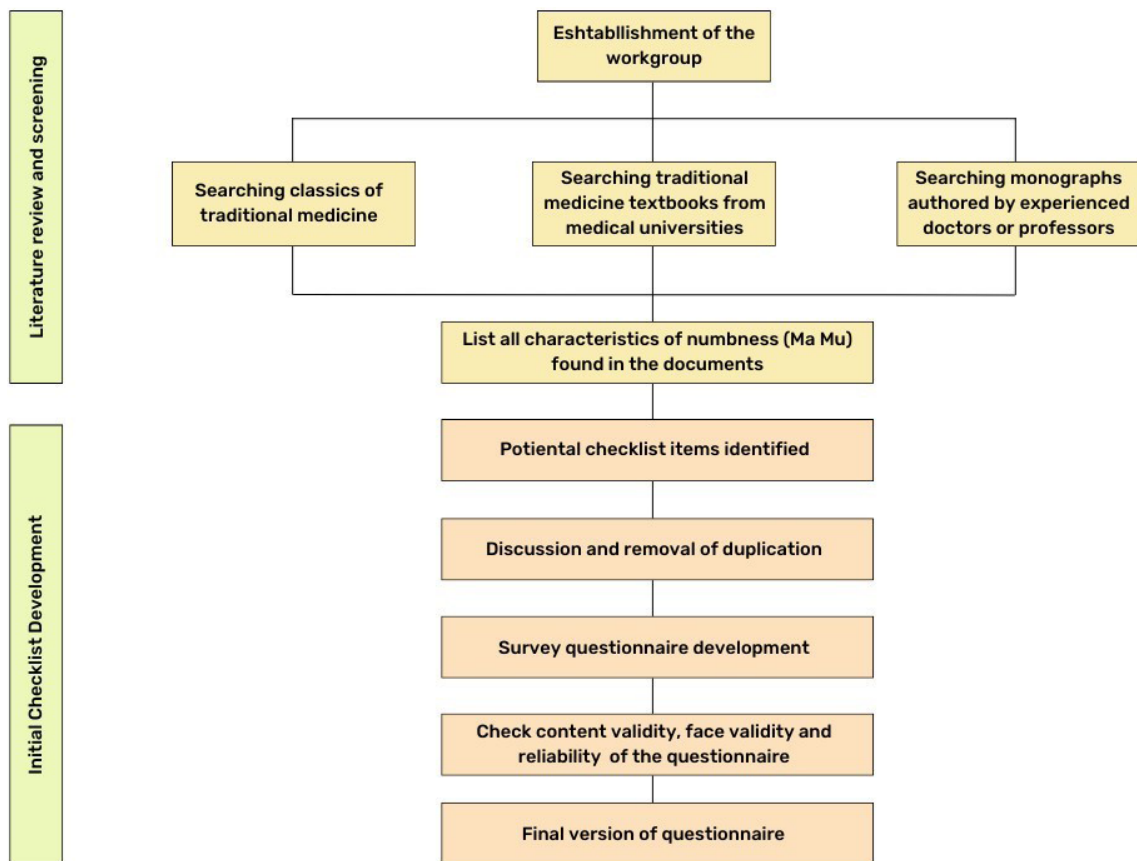 Literature review and screening
Eshtabllishment of the
workgroup
Searching classics of
traditional medicine
Searching traditional
medicine textbooks from
medical universities
Searching monographs
authored by experienced
doctors or professors
List all characteristics of numbness (Ma Mu)
found in the documents
Initial Checklist Development
Potiental checklist items identified
Discussion and removal of duplication
Survey questionnaire development
Check content validity, face validity and
reliability of the questionnaire
Final version of questionnaire